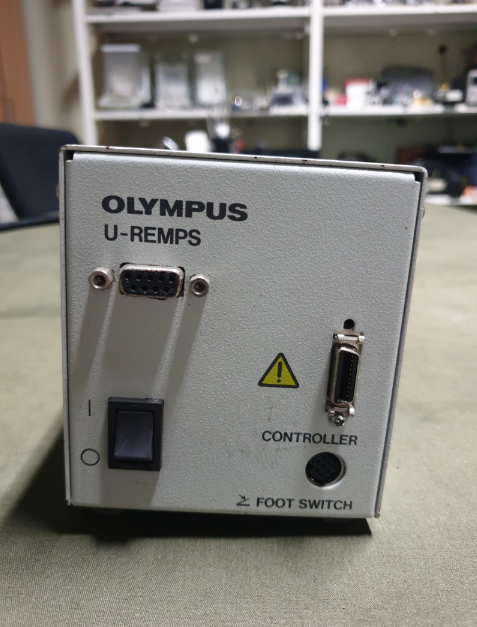 OLYMPUS
U-REMPS
CONTROLLER
FOOT SWITCH